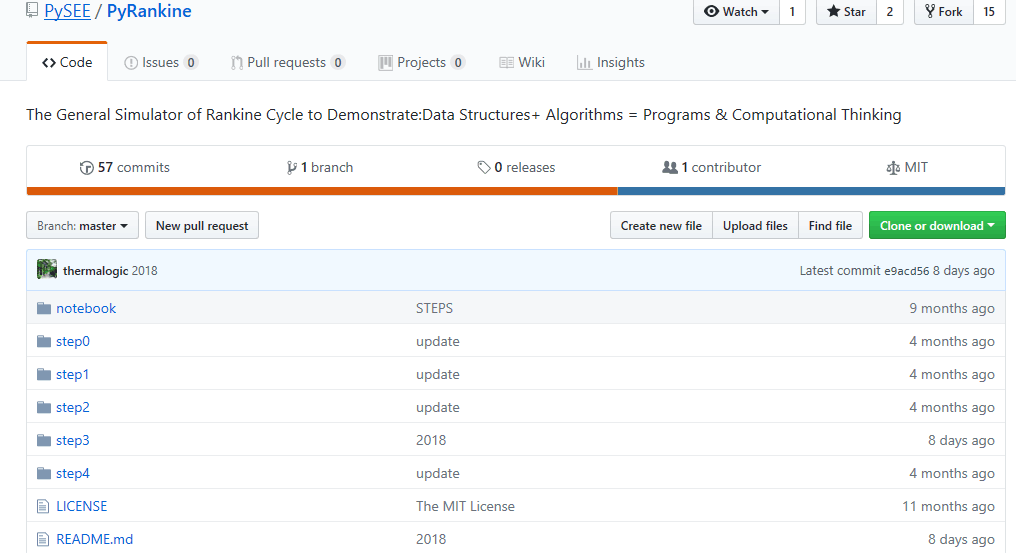 PySEE / PyRankine Watch 1 Star 2 Fork 15
Code Issues 0 Pull requests 0 Projects 0 Wiki Insights
The General Simulator of Rankine Cycle to Demonstrate:Data Structures+ Algorithms = Programs & Computational Thinking
57 commits 1 branch 0 releases 1 contributor MIT
Branch: master New pull request Create new file Upload files Find file Clone or download
thermalogic 2018 Latest commit e9acd56 8 days ago
notebook STEPS 9 months ago
step0 update 4 months ago
step1 update 4 months ago
step2 update 4 months ago
step3 2018 8 days ago
step4 update 4 months ago
LICENSE The MIT License 11 months ago
README.md 2018 8 days ago